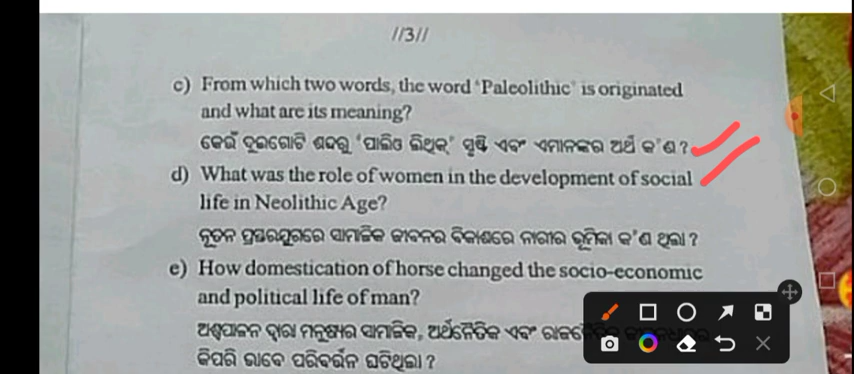 //3//
c) From which two words, the word 'Paleolithic' is originated
and what are its meaning?
କେଉଁ ଦୁଇଗୋଟି ଶବ୍ଦରୁ 'ପାଲିଓ ଲିଥିକ୍' ସୃଷ୍ଟି ଏବଂ ଏମାନଙ୍କର ଅର୍ଥ କ'ଣ?
d) What was the role of women in the development of social
life in Neolithic Age?
ନୂତନ ପ୍ରସ୍ତରଯୁଗରେ ସାମାଜିକ ଜୀବନର ବିକାଶରେ ନାରୀର ଭୂମିକା କ'ଣ ଥିଲା?
e) How domestication of horse changed the socio-economic
and political life of man?
ଅଶ୍ୱପାଳନ ଦ୍ୱାରା ମନୁଷ୍ୟର ସାମାଜିକ, ଅର୍ଥନୈତିକ ଏବଂ
କିପରି ଭାବେ ପରିବର୍ତ୍ତନ ଘଟିଥିଲା?